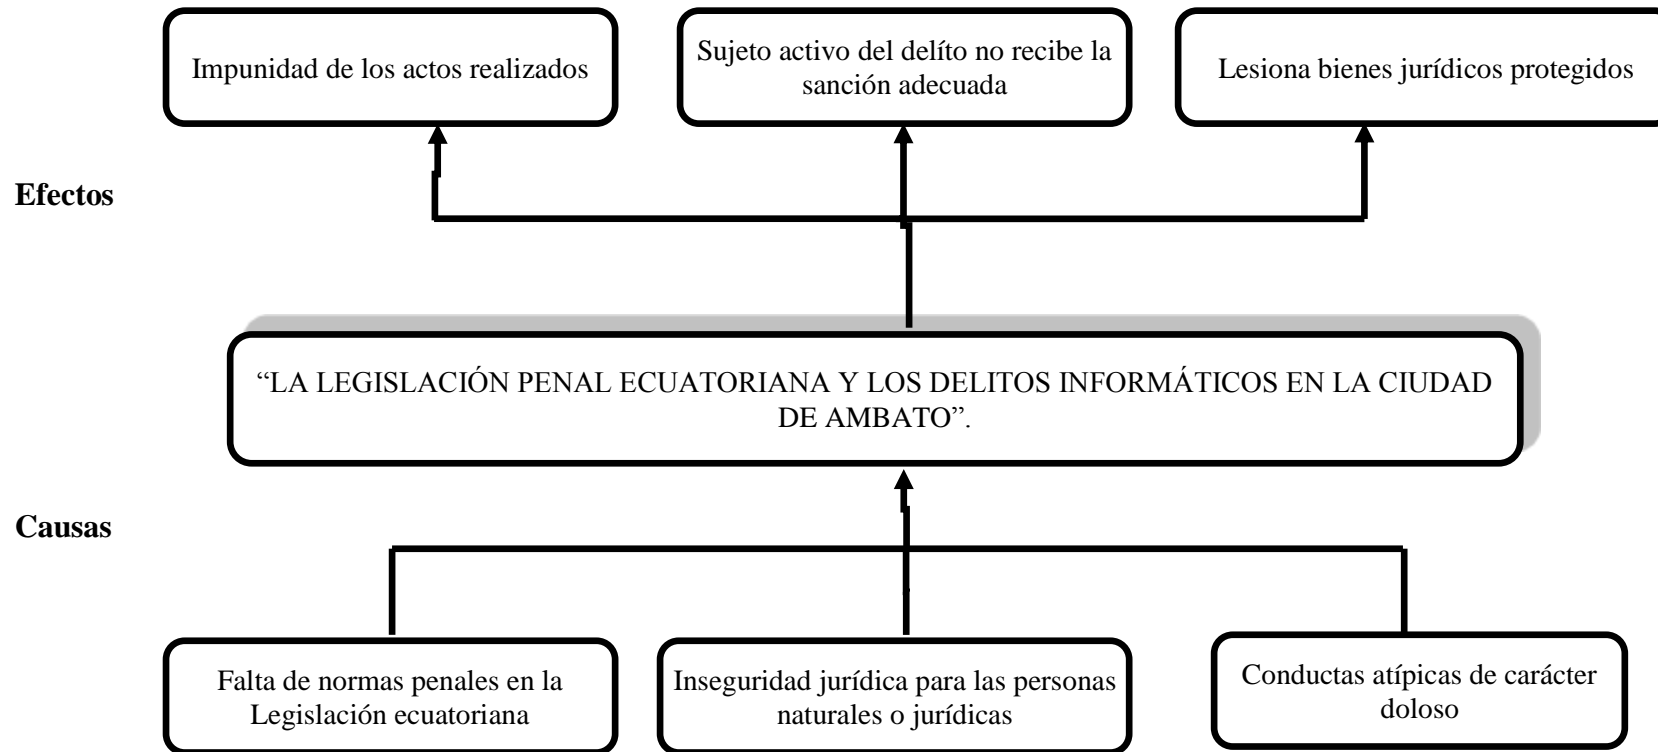 Impunidad de los actos realizados
Sujeto activo del delíto no recibe la
sanción adecuada
Lesiona bienes jurídicos protegidos
Efectos
“LA LEGISLACIÓN PENAL ECUATORIANA Y LOS DELITOS INFORMÁTICOS EN LA CIUDAD
DE AMBATO”.
Causas
Falta de normas penales en la
Legislación ecuatoriana
Inseguridad jurídica para las personas
naturales o jurídicas
Conductas atípicas de carácter
doloso